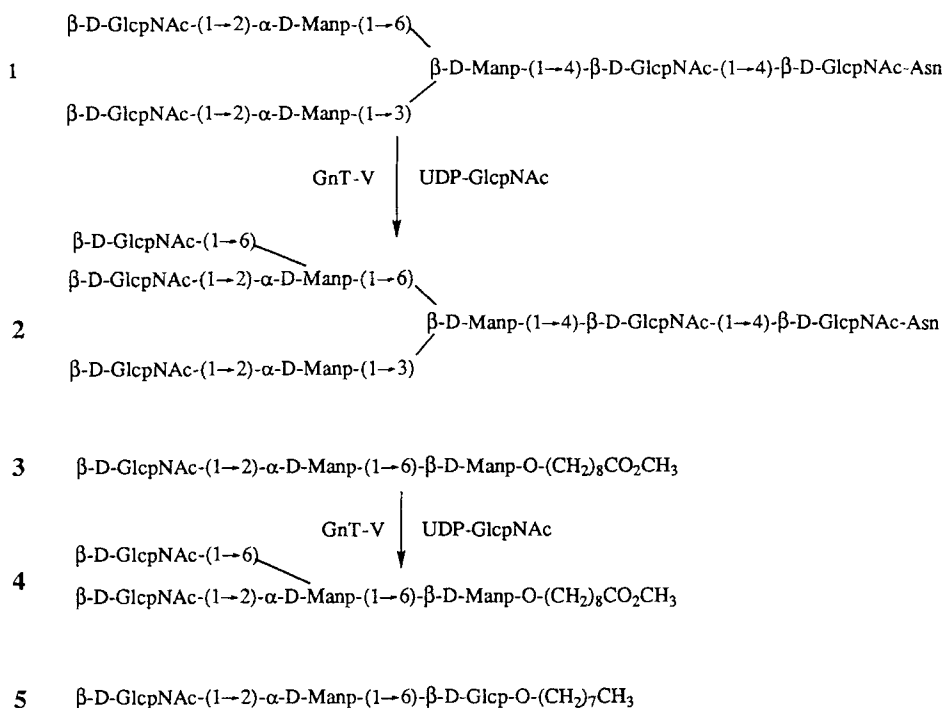 β-D-GlcpNAc-(1→2)-α-D-Manp-(1→6)
1
β-D-Manp-(1→4)-β-D-GlcpNAc-(1→4)-β-D-GlcpNAc-Asn
β-D-GlcpNAc-(1→2)-α-D-Manp-(1→3)
GnT-V UDP-GlcpNAc
β-D-GlcpNAc-(1→6)
β-D-GlcpNAc-(1→2)-α-D-Manp-(1→6)
2
β-D-Manp-(1→4)-β-D-GlcpNAc-(1→4)-β-D-GlcpNAc-Asn
β-D-GlcpNAc-(1→2)-α-D-Manp-(1→3)
3 β-D-GlcpNAc-(1→2)-α-D-Manp-(1→6)-β-D-Manp-O-(CH2)8CO2CH3
GnT-V UDP-GlcpNAc
β-D-GlcpNAc-(1→6)
4
β-D-GlcpNAc-(1→2)-α-D-Manp-(1→6)-β-D-Manp-O-(CH2)8CO2CH3
5 β-D-GlcpNAc-(1→2)-α-D-Manp-(1→6)-β-D-Glcp-O-(CH2)7CH3